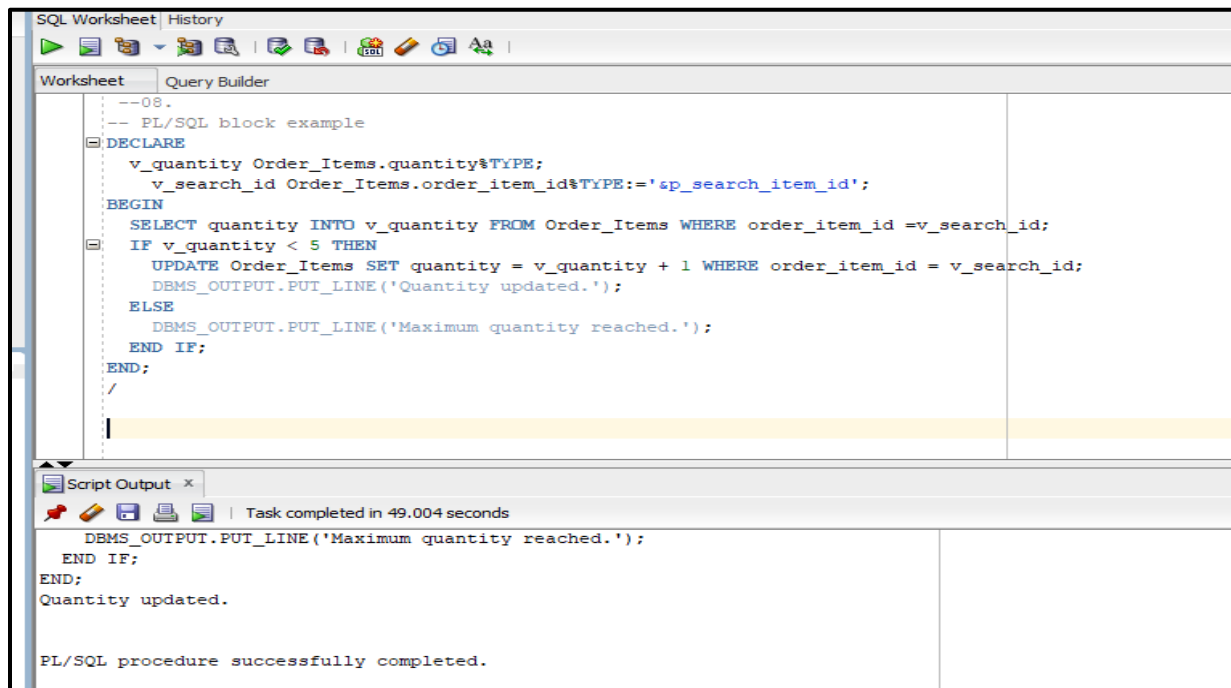 SQL Worksheet History
Worksheet Query Builder
--08.
-- PL/SQL block example
DECLARE
v_quantity Order_Items.quantity%TYPE;
v_search_id Order_Items.order_item_id%TYPE:='&p_search_item_id';
BEGIN
SELECT quantity INTO v_quantity FROM Order_Items WHERE order_item_id =v_search_id;
IF v_quantity < 5 THEN
UPDATE Order_Items SET quantity = v_quantity + 1 WHERE order_item_id = v_search_id;
DBMS_OUTPUT.PUT_LINE('Quantity updated.');
ELSE
DBMS_OUTPUT.PUT_LINE('Maximum quantity reached.');
END IF;
END;
/
Script Output ×
Task completed in 49.004 seconds
DBMS_OUTPUT.PUT_LINE('Maximum quantity reached.');
END IF;
END;
Quantity updated.
PL/SQL procedure successfully completed.